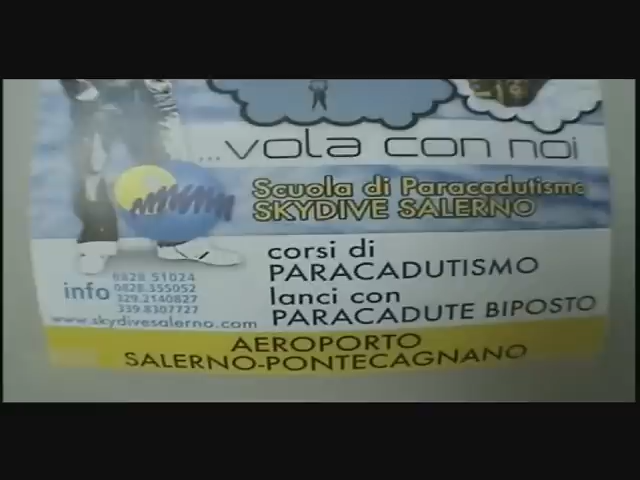 ...vola con noi
Scuola di Paracadutismo
SKYDIVE SALERNO
corsi di
PARACADUTISMO
lanci con
PARACADUTE BIPOSTO
info
0828.51024
0828.355052
329.2140827
339.8307727
www.skydivesalerno.com
AEROPORTO
SALERNO-PONTECAGNANO